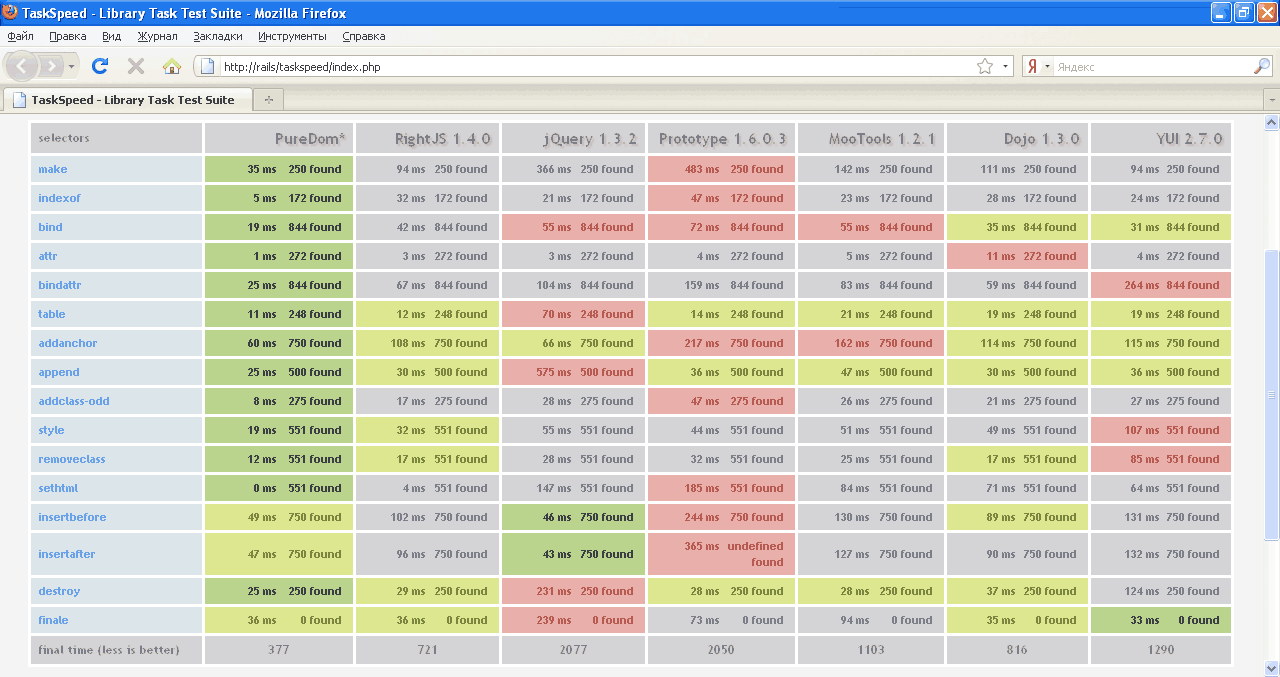 TaskSpeed - Library Task Test Suite - Mozilla Firefox
Файл Правка Вид Журнал Закладки Инструменты Справка
http://rails/taskspeed/index.php Я Яндекс
TaskSpeed - Library Task Test Suite
selectors PureDom* RightJS 1.4.0 jQuery 1.3.2 Prototype 1.6.0.3 MooTools 1.2.1 Dojo 1.3.0 YUI 2.7.0
make 35 ms 250 found 94 ms 250 found 366 ms 250 found 483 ms 250 found 142 ms 250 found 111 ms 250 found 94 ms 250 found
indexof 5 ms 172 found 32 ms 172 found 21 ms 172 found 47 ms 172 found 23 ms 172 found 28 ms 172 found 24 ms 172 found
bind 19 ms 844 found 42 ms 844 found 55 ms 844 found 72 ms 844 found 55 ms 844 found 35 ms 844 found 31 ms 844 found
attr 1 ms 272 found 3 ms 272 found 3 ms 272 found 4 ms 272 found 5 ms 272 found 11 ms 272 found 4 ms 272 found
bindattr 25 ms 844 found 67 ms 844 found 104 ms 844 found 159 ms 844 found 83 ms 844 found 59 ms 844 found 264 ms 844 found
table 11 ms 248 found 12 ms 248 found 70 ms 248 found 14 ms 248 found 21 ms 248 found 19 ms 248 found 19 ms 248 found
addanchor 60 ms 750 found 108 ms 750 found 66 ms 750 found 217 ms 750 found 162 ms 750 found 114 ms 750 found 115 ms 750 found
append 25 ms 500 found 30 ms 500 found 575 ms 500 found 36 ms 500 found 47 ms 500 found 30 ms 500 found 36 ms 500 found
addclass-odd 8 ms 275 found 17 ms 275 found 28 ms 275 found 47 ms 275 found 26 ms 275 found 21 ms 275 found 27 ms 275 found
style 19 ms 551 found 32 ms 551 found 55 ms 551 found 44 ms 551 found 51 ms 551 found 49 ms 551 found 107 ms 551 found
removeclass 12 ms 551 found 17 ms 551 found 28 ms 551 found 32 ms 551 found 25 ms 551 found 17 ms 551 found 85 ms 551 found
sethtml 0 ms 551 found 4 ms 551 found 147 ms 551 found 185 ms 551 found 84 ms 551 found 71 ms 551 found 64 ms 551 found
insertbefore 49 ms 750 found 102 ms 750 found 46 ms 750 found 244 ms 750 found 130 ms 750 found 89 ms 750 found 131 ms 750 found
insertafter 47 ms 750 found 96 ms 750 found 43 ms 750 found 365 ms undefined found 127 ms 750 found 90 ms 750 found 132 ms 750 found
destroy 25 ms 250 found 29 ms 250 found 231 ms 250 found 28 ms 250 found 28 ms 250 found 37 ms 250 found 124 ms 250 found
finale 36 ms 0 found 36 ms 0 found 239 ms 0 found 73 ms 0 found 94 ms 0 found 35 ms 0 found 33 ms 0 found
final time (less is better) 377 721 2077 2050 1103 816 1290